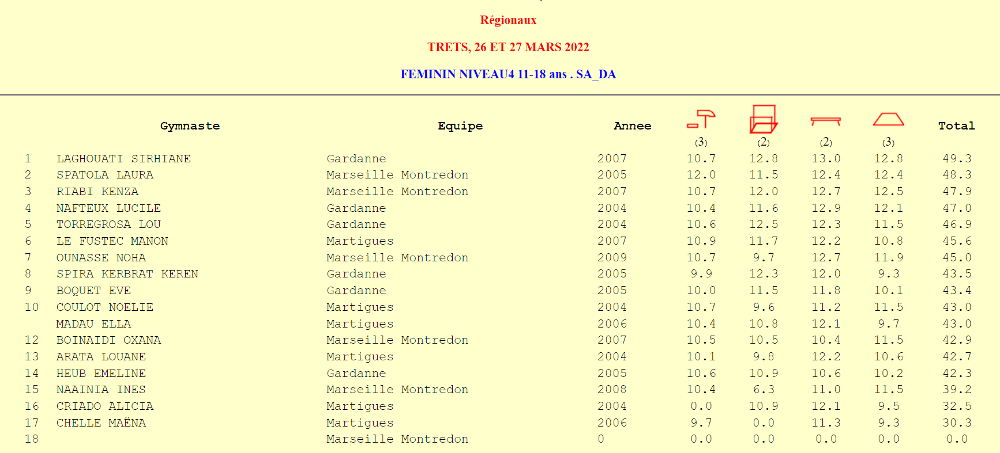 Régionaux
TRETS, 26 ET 27 MARS 2022
FEMININ NIVEAU4 11-18 ans . SA_DA
Gymnaste Equipe Annee Total
(3) (2) (2) (3)
1 LAGHOUATI SIRHIANE Gardanne 2007 10.7 12.8 13.0 12.8 49.3
2 SPATOLA LAURA Marseille Montredon 2005 12.0 11.5 12.4 12.4 48.3
3 RIABI KENZA Marseille Montredon 2007 10.7 12.0 12.7 12.5 47.9
4 NAFTEUX LUCILE Gardanne 2004 10.4 11.6 12.9 12.1 47.0
5 TORREGROSA LOU Gardanne 2004 10.6 12.5 12.3 11.5 46.9
6 LE FUSTEC MANON Martigues 2007 10.9 11.7 12.2 10.8 45.6
7 OUNASSE NOHA Marseille Montredon 2009 10.7 9.7 12.7 11.9 45.0
8 SPIRA KERBRAT KEREN Gardanne 2005 9.9 12.3 12.0 9.3 43.5
9 BOQUET EVE Gardanne 2005 10.0 11.5 11.8 10.1 43.4
10 COULOT NOELIE Martigues 2004 10.7 9.6 11.2 11.5 43.0
MADAU ELLA Martigues 2006 10.4 10.8 12.1 9.7 43.0
12 BOINAIDI OXANA Marseille Montredon 2007 10.5 10.5 10.4 11.5 42.9
13 ARATA LOUANE Martigues 2004 10.1 9.8 12.2 10.6 42.7
14 HEUB EMELINE Gardanne 2005 10.6 10.9 10.6 10.2 42.3
15 NAAINIA INES Marseille Montredon 2008 10.4 6.3 11.0 11.5 39.2
16 CRIADO ALICIA Martigues 2004 0.0 10.9 12.1 9.5 32.5
17 CHELLE MAËNA Martigues 2006 9.7 0.0 11.3 9.3 30.3
18 Marseille Montredon 0 0.0 0.0 0.0 0.0 0.0